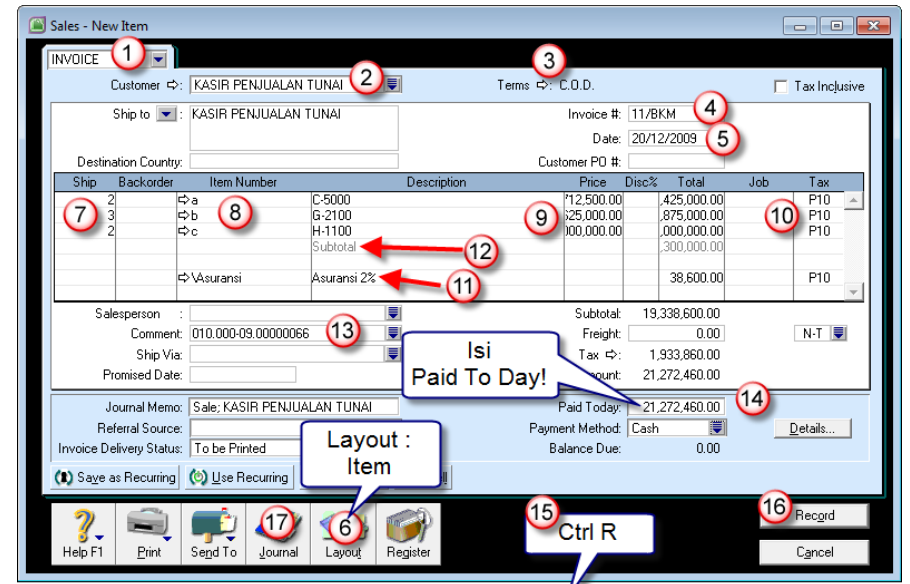 Sales - New Item
INVOICE 1
Customer ⇨: KASIR PENJUALAN TUNAI 2
3
Terms ⇨: C.O.D.
Tax Inclusive
Ship to : KASIR PENJUALAN TUNAI
Invoice #: 11/BKM 4
Date: 20/12/2009 5
Destination Country:
Customer PO #:
Ship Backorder Item Number Description Price Disc% Total Job Tax
2 ⇨a C-5000 712,500.00 ,425,000.00 P10
7 3 ⇨b 8 G-2100 9 525,000.00 ,875,000.00 10 P10
2 ⇨c H-1100 000,000.00 ,000,000.00 P10
Subtotal 12 ,300,000.00
⇨\Asuransi Asuransi 2% 11 38,600.00 P10
Salesperson :
Subtotal: 19,338,600.00
Comment: 010.000-09.00000066 13
Freight: 0.00 N-T
Ship Via:
Tax ⇨: 1,933,860.00
Promised Date:
21,272,460.00
Isi
Paid To Day!
Journal Memo: Sale; KASIR PENJUALAN TUNAI
Paid Today: 21,272,460.00 14
Referral Source:
Payment Method: Cash Details...
Invoice Delivery Status: To be Printed
Balance Due: 0.00
Layout :
Item
Save as Recurring Use Recurring
Help F1 Print Send To 17 Journal 6 Layout Register
15
Ctrl R
16 Record
Cancel